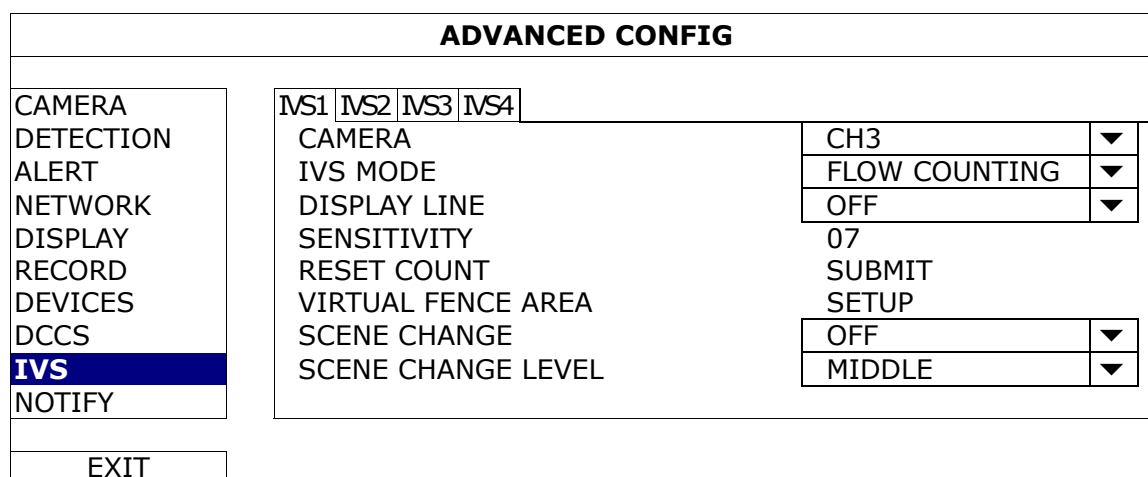 ADVANCED CONFIG
CAMERA
DETECTION
ALERT
NETWORK
DISPLAY
RECORD
DEVICES
DCCS
IVS
NOTIFY
EXIT
IVS1 IVS2 IVS3 IVS4
CAMERA CH3
IVS MODE FLOW COUNTING
DISPLAY LINE OFF
SENSITIVITY 07
RESET COUNT SUBMIT
VIRTUAL FENCE AREA SETUP
SCENE CHANGE OFF
SCENE CHANGE LEVEL MIDDLE